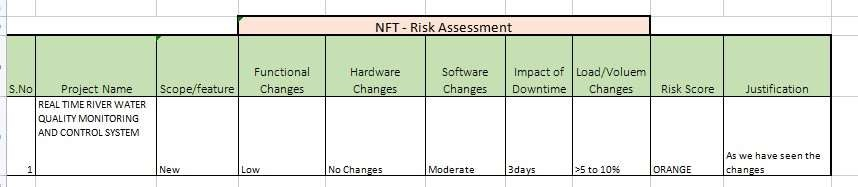 NFT - Risk Assessment
S.No Project Name Scope/feature Functional Changes Hardware Changes Software Changes Impact of Downtime Load/Voluem Changes Risk Score Justification
1 REAL TIME RIVER WATER QUALITY MONITORING AND CONTROL SYSTEM New Low No Changes Moderate 3days >5 to 10% ORANGE As we have seen the changes